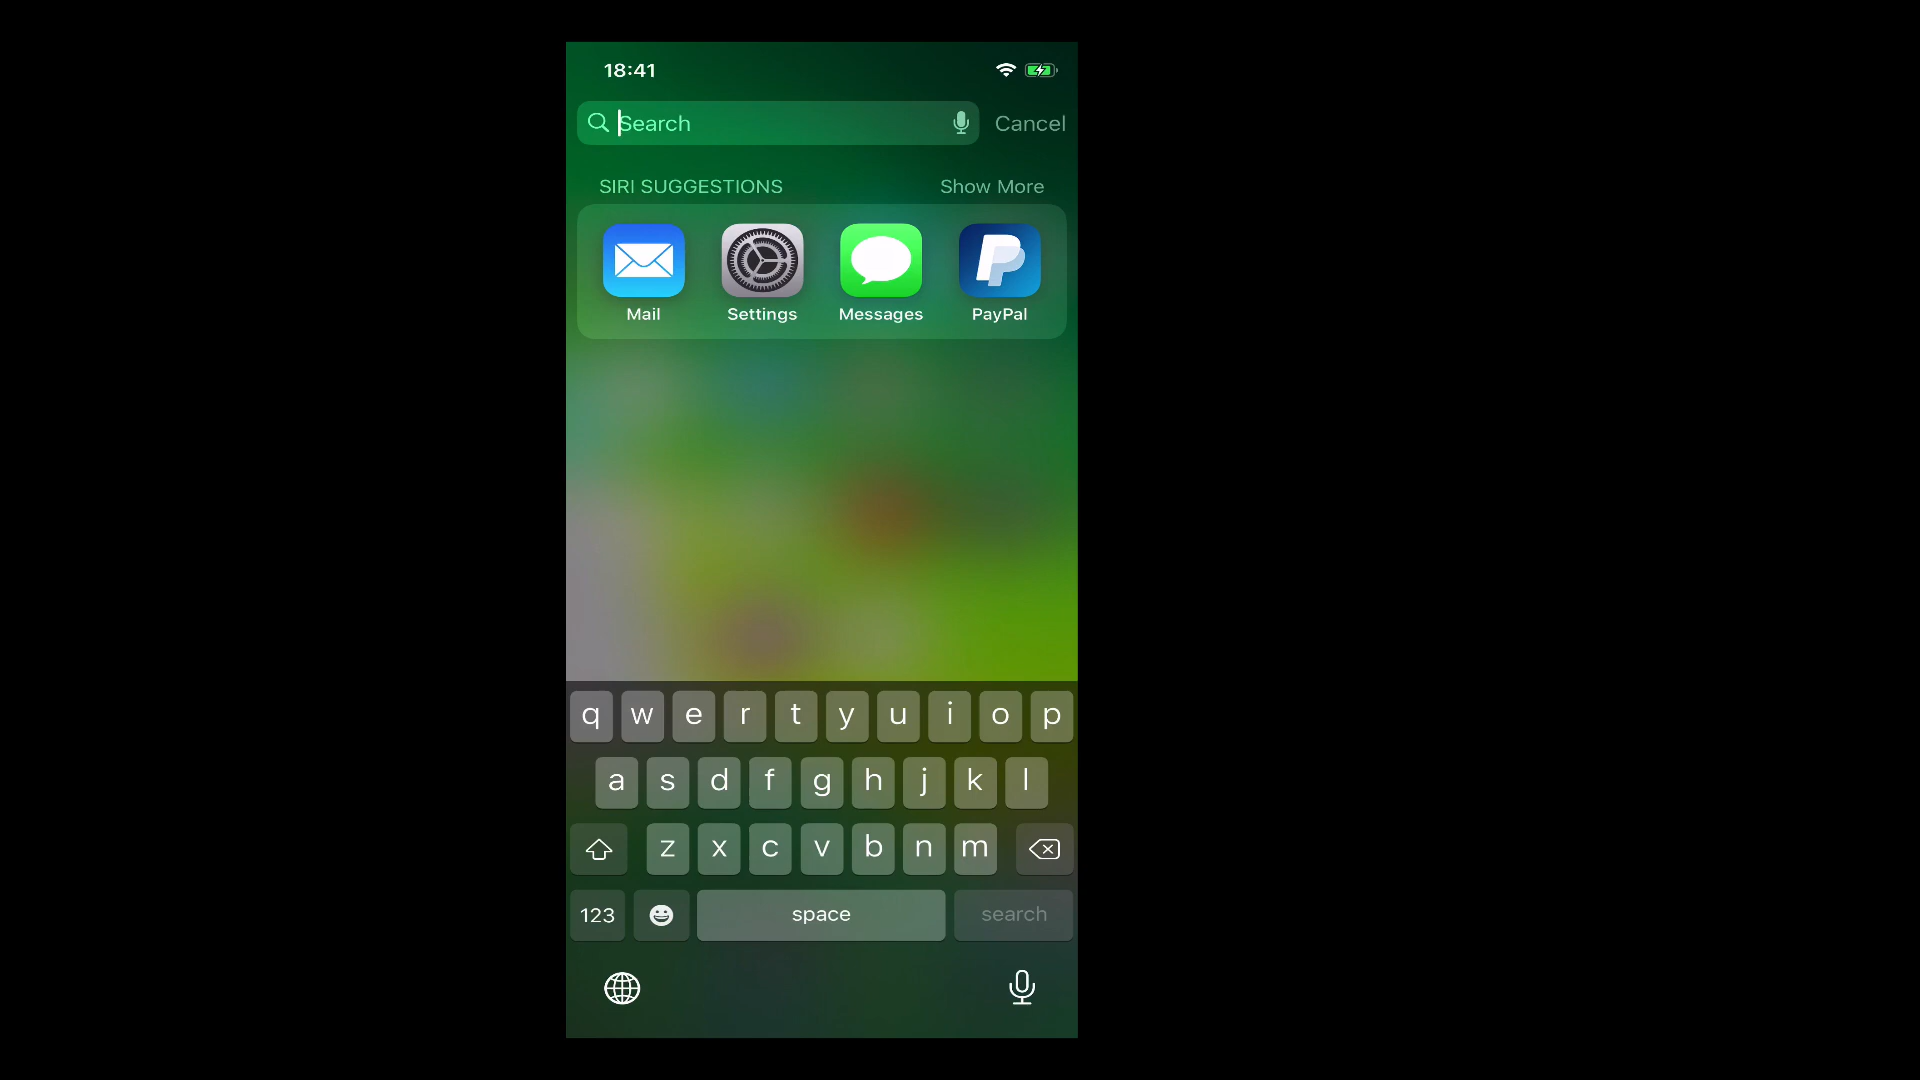 18:41
Search
Cancel
SIRI SUGGESTIONS
Show More
Mail
Settings
Messages
PayPal
q w e r t y u i o p
a s d f g h j k l
z x c v b n m
123
space
search